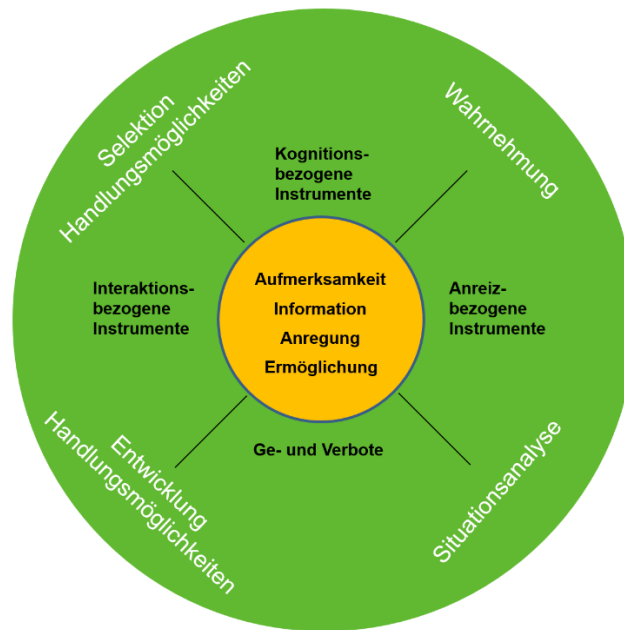 Selektion
Handlungsmöglichkeiten
Wahrnehmung
Kognitions-
bezogene
Instrumente
Interaktions-
bezogene
Instrumente
Aufmerksamkeit
Information
Anregung
Ermöglichung
Anreiz-
bezogene
Instrumente
Ge- und Verbote
Entwicklung
Handlungsmöglichkeiten
Situationsanalyse